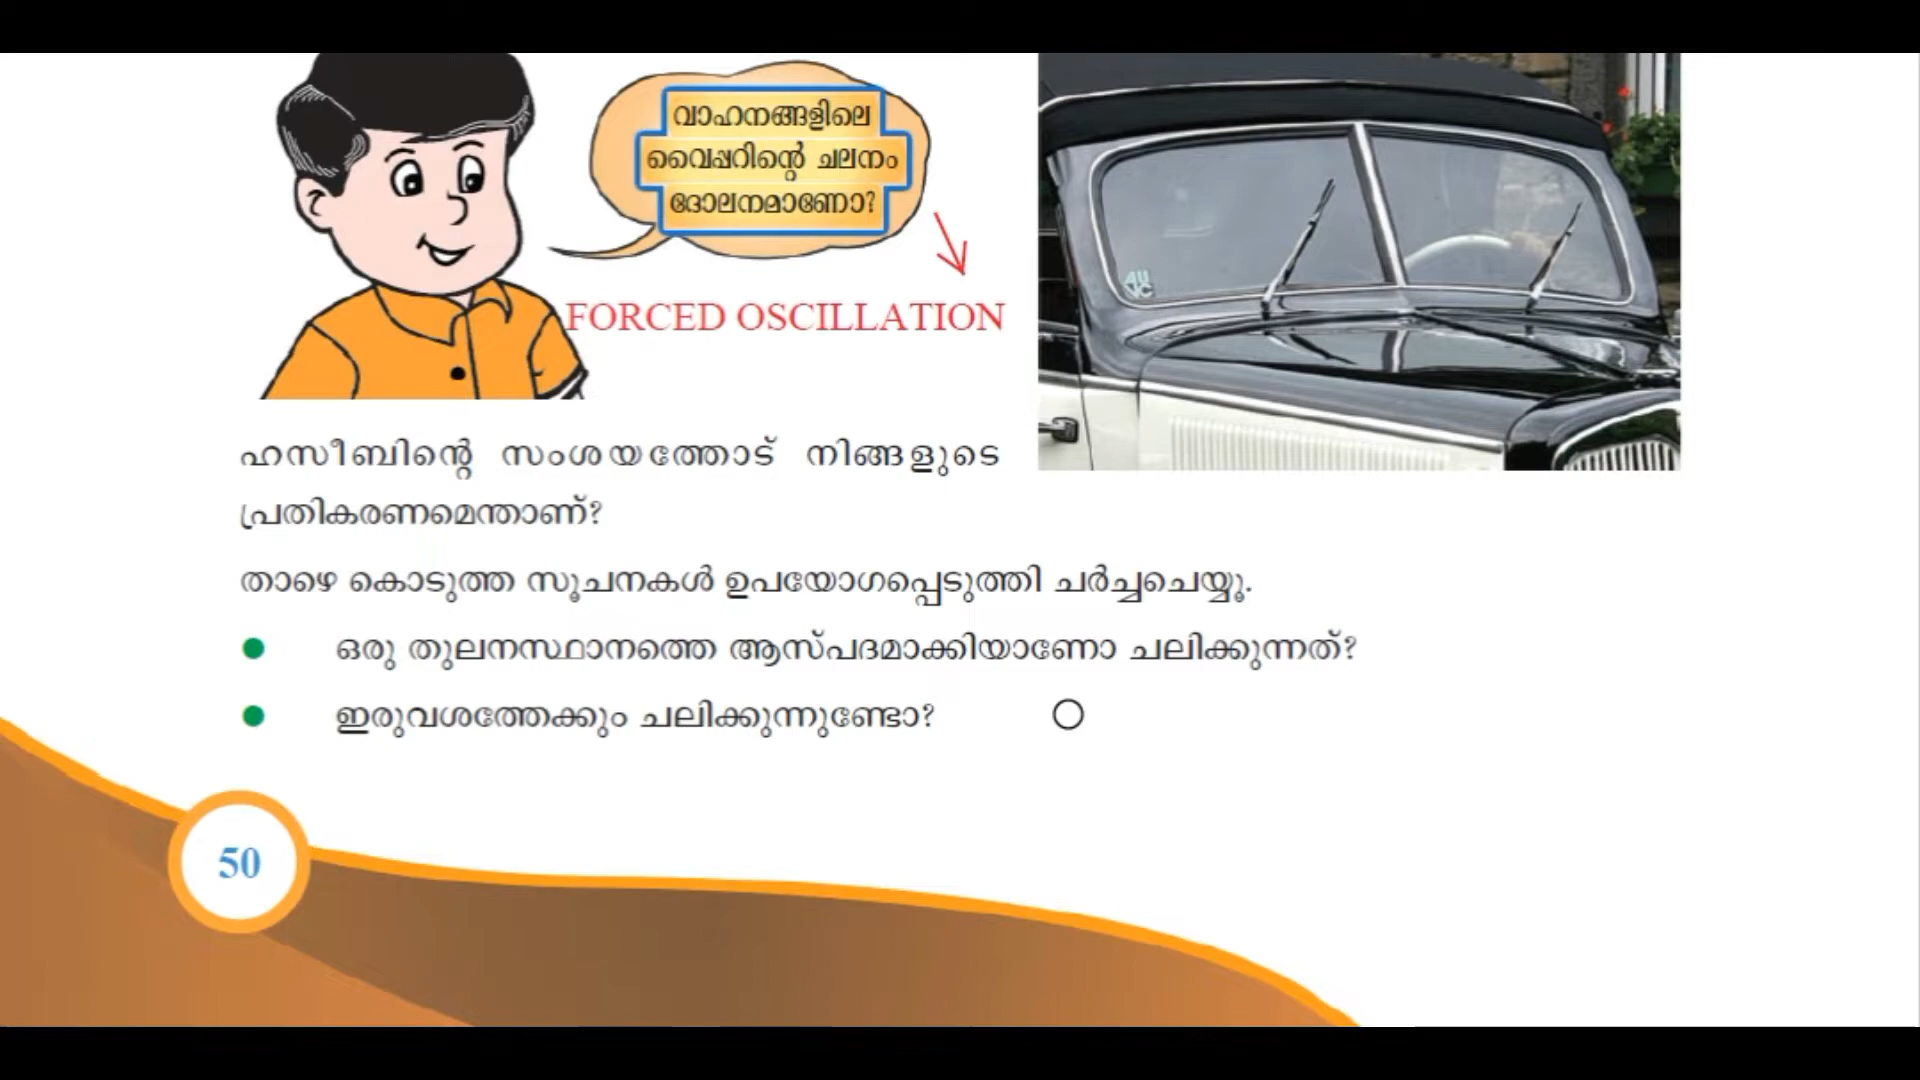 വാഹനങ്ങളിലെ
വൈപ്പറിന്റെ ചലനം
ദോലനമാണോ?
FORCED OSCILLATION
ഹസീബിന്റെ സംശയത്തോട് നിങ്ങളുടെ
പ്രതികരണമെന്താണ്?
താഴെ കൊടുത്ത സൂചനകൾ ഉപയോഗപ്പെടുത്തി ചർച്ചചെയ്യൂ.
ഒരു തുലനസ്ഥാനത്തെ ആസ്പദമാക്കിയാണോ ചലിക്കുന്നത്?
ഇരുവശത്തേക്കും ചലിക്കുന്നുണ്ടോ?
50